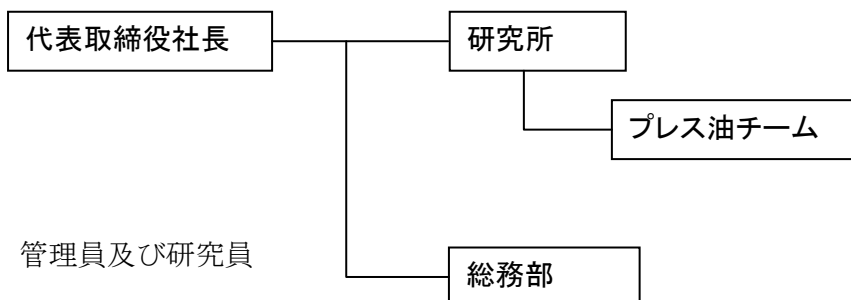 代表取締役社長
研究所
プレス油チーム
管理員及び研究員
総務部